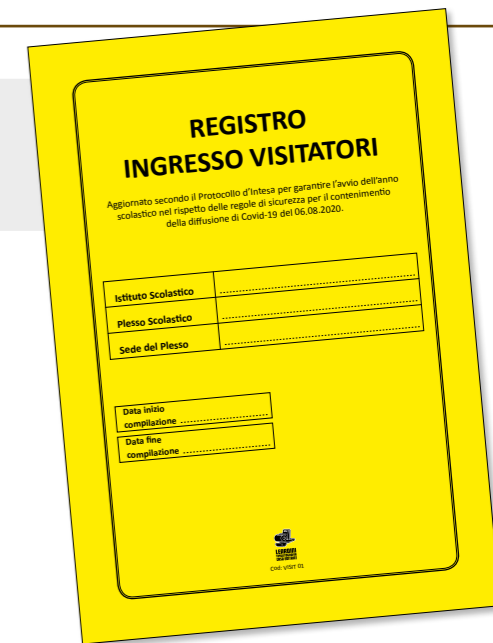 REGISTRO
INGRESSO VISITATORI
Aggiornato secondo il Protocollo d'Intesa per garantire l'avvio dell'anno
scolastico nel rispetto delle regole di sicurezza per il contenimentio
della diffusione di Covid-19 del 06.08.2020.
Istituto Scolastico ........................................................
Plesso Scolastico ........................................................
Sede del Plesso ........................................................
Data inizio
compilazione .........................
Data fine
compilazione .........................
Cod: VISIT 01